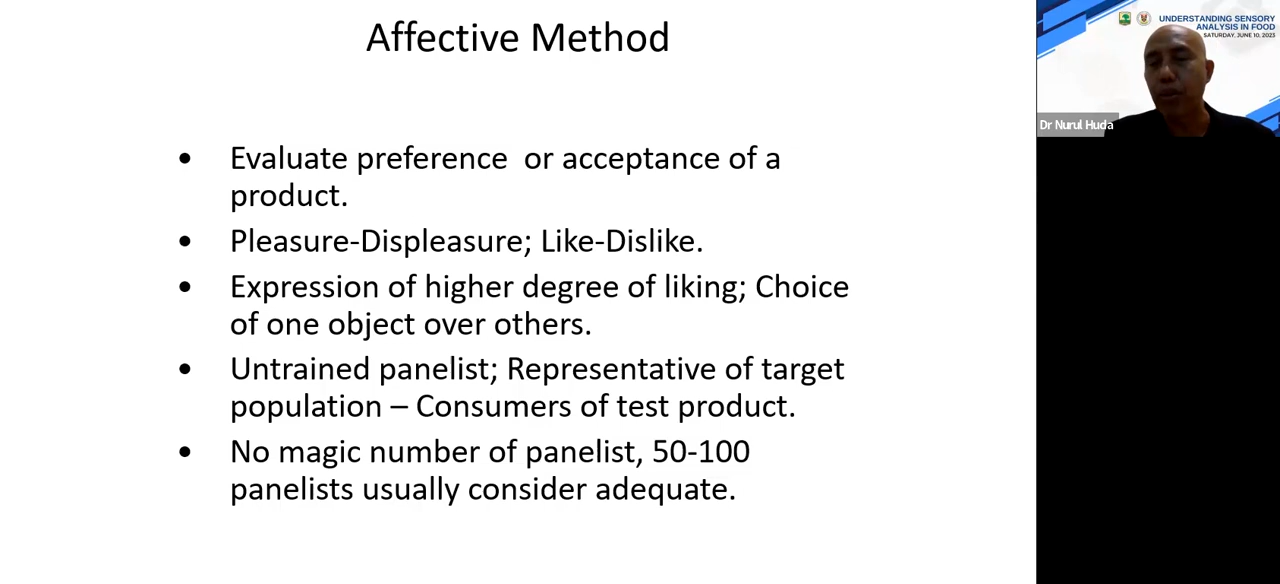 Affective Method
• Evaluate preference or acceptance of a
product.
• Pleasure-Displeasure; Like-Dislike.
• Expression of higher degree of liking; Choice
of one object over others.
• Untrained panelist; Representative of target
population – Consumers of test product.
• No magic number of panelist, 50-100
panelists usually consider adequate.
UNDERSTANDING SENSORY
ANALYSIS IN FOOD
SATURDAY, JUNE 10, 2023
Dr Nurul Huda